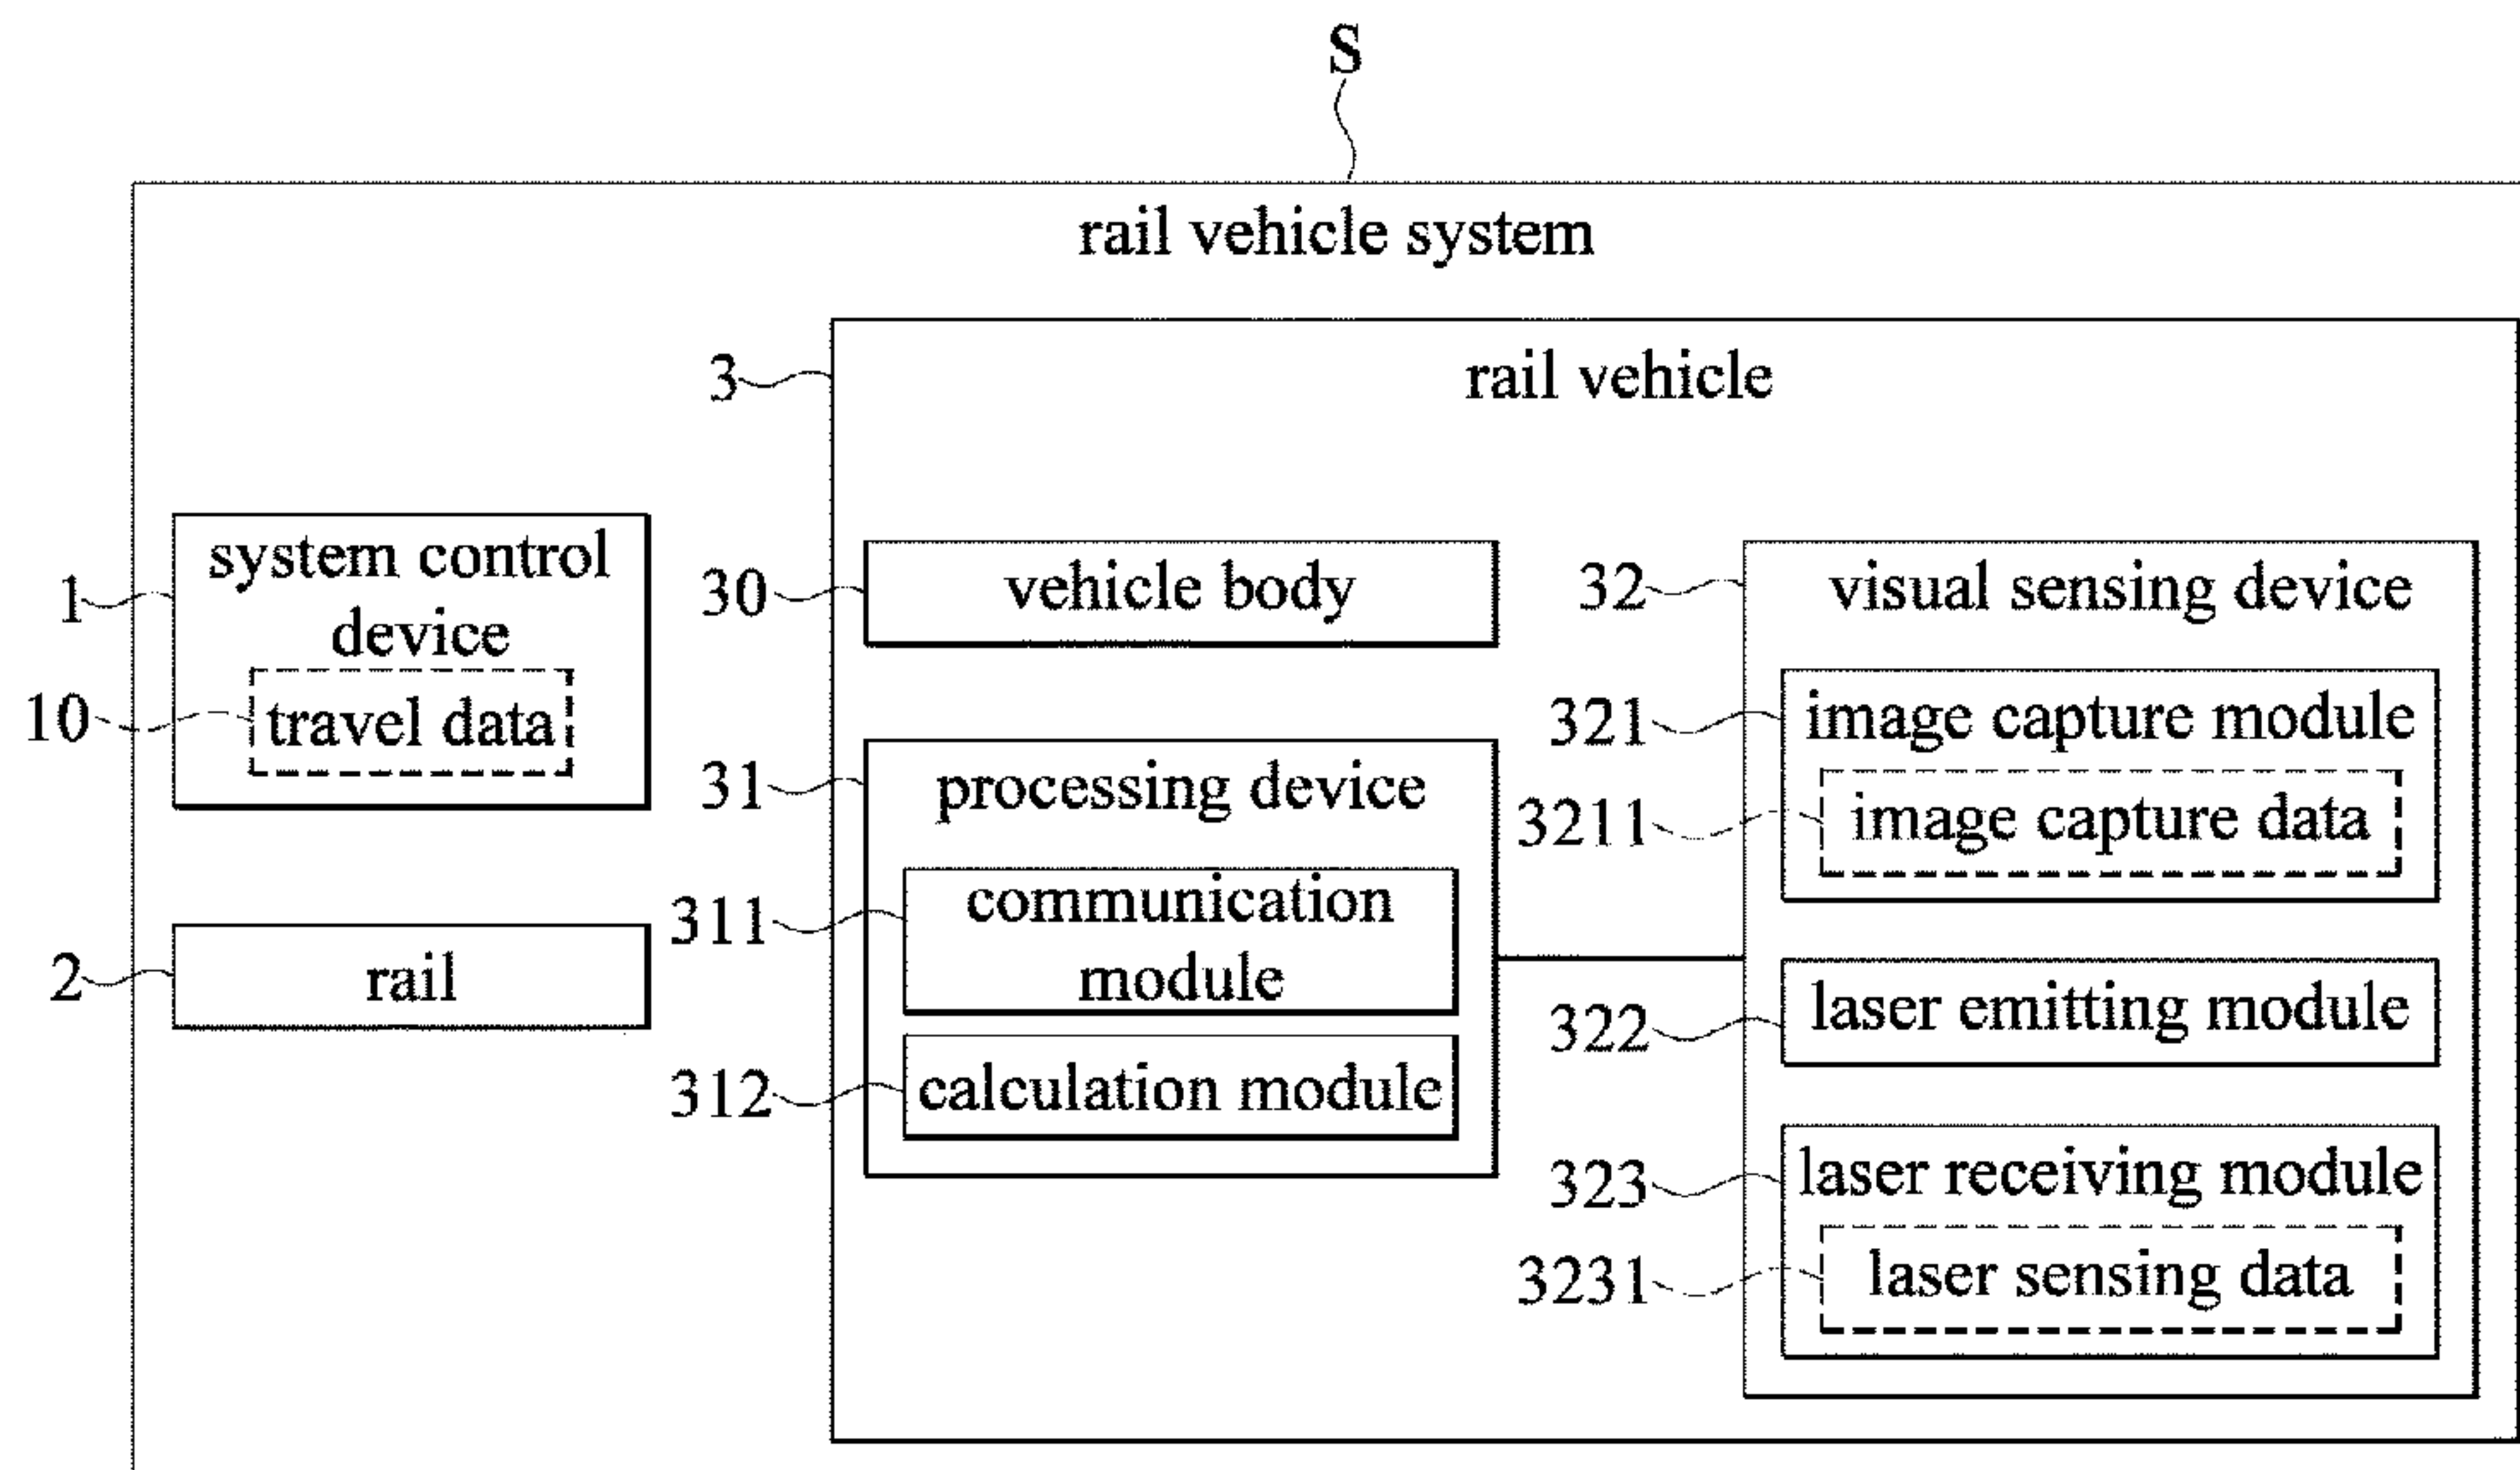 S
rail vehicle system
3
rail vehicle
1
system control
device
10
travel data
2
rail
30
vehicle body
31
processing device
311
communication
module
312
calculation module
32
visual sensing device
321
image capture module
3211
image capture data
322
laser emitting module
323
laser receiving module
3231
laser sensing data